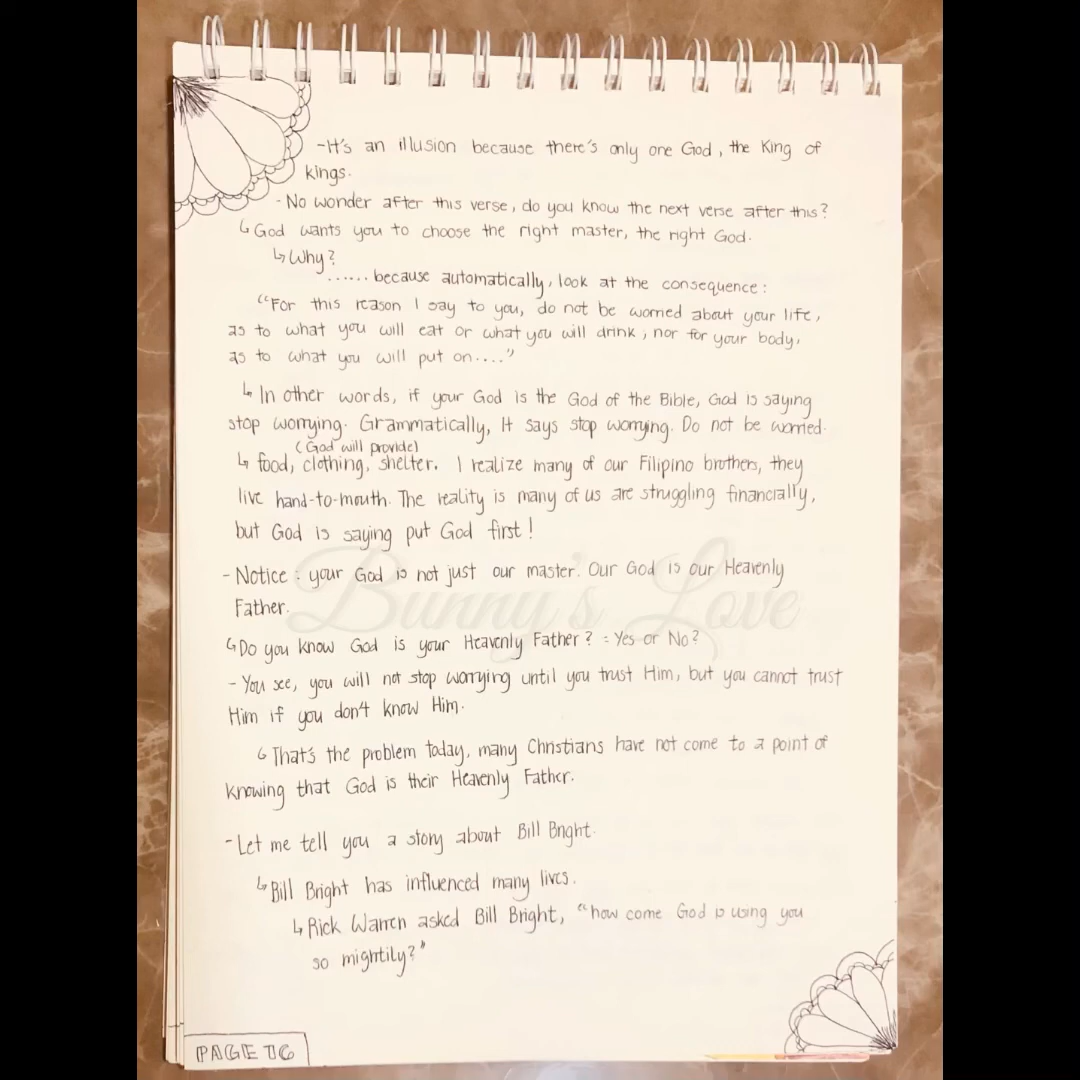 -It's an illusion because there's only one God, the King of
kings.
- No wonder after this verse, do you know the next verse after this?
↳ God wants you to choose the right master, the right God.
↳ Why?
...... because automatically, look at the consequence:
"For this reason I say to you, do not be worried about your life,
as to what you will eat or what you will drink, nor for your body,
as to what you will put on...."
↳ In other words, if your God is the God of the Bible, God is saying
stop worrying. Grammatically, It says stop worrying. Do not be worried.
(God will provide)
↳ food, clothing, shelter. I realize many of our Filipino brothers, they
live hand-to-mouth. The reality is many of us are struggling financially,
but God is saying put God first!
- Notice: your God is not just our master. Our God is our Heavenly
Father.
Bunny's Love
↳ Do you know God is your Heavenly Father? = Yes or No?
- You see, you will not stop worrying until you trust Him, but you cannot trust
Him if you don't know Him.
↳ That's the problem today, many Christians have not come to a point of
knowing that God is their Heavenly Father.
- Let me tell you a story about Bill Bright.
↳ Bill Bright has influenced many lives.
↳ Rick Warren asked Bill Bright, "how come God is using you
so mightily?"
PAGE 16